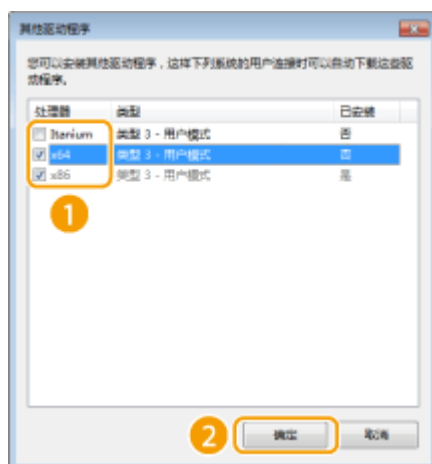 其他驱动程序
您可以安装其他驱动程序，这样下列系统的用户连接时可以自动下载这些驱
动程序。
处理器 类型 已安装
Itanium 类型 3 - 用户模式 否
x64 类型 3 - 用户模式 否
x86 类型 3 - 用户模式 是
1
2 确定 取消